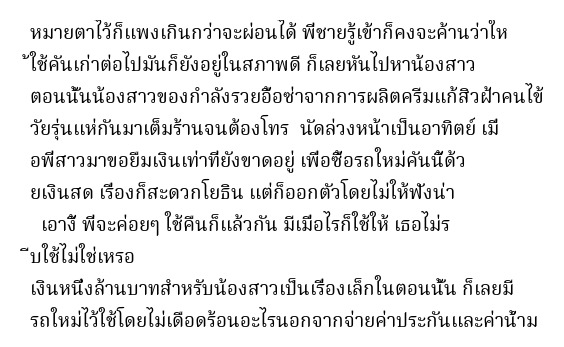 หมายตาไว้ก็แพงเกินกว่าจะผ่อนได้ พี่ชายรู้เข้าก็คงจะค้านว่าให
้ใช้คันเก่าต่อไปมันก็ยังอยู่ในสภาพดี ก็เลยหันไปหาน้องสาว
ตอนนั้นน้องสาวของกำลังรวยอื้อซ่าจากการผลิตครีมแก้สิวฝ้าคนไข้
วัยรุ่นแห่กันมาเต็มร้านจนต้องโทร  นัดล่วงหน้าเป็นอาทิตย์ เมื่
อพี่สาวมาขอยืมเงินเท่าที่ยังขาดอยู่ เพื่อซื้อรถใหม่คันนี้ด้ว
ยเงินสด เรื่องก็สะดวกโยธิน แต่ก็ออกตัวโดยไม่ให้ฟังน่า
  เอางี้ พี่จะค่อยๆ ใช้คืนก็แล้วกัน มีเมื่อไรก็ใช้ให้ เธอไม่ร
ีบใช้ไม่ใช่เหรอ
เงินหนึ่งล้านบาทสำหรับน้องสาวเป็นเรื่องเล็กในตอนนั้น ก็เลยมี
รถใหม่ไว้ใช้โดยไม่เดือดร้อนอะไรนอกจากจ่ายค่าประกันและค่าน้ำม